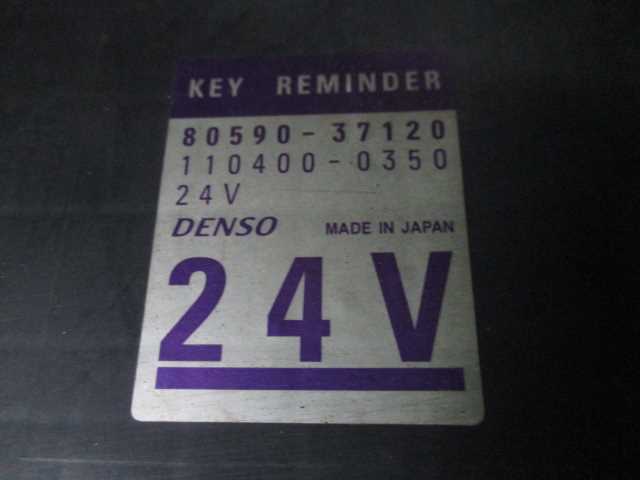 KEY REMINDER
80590-37120
110400-0350
24V
DENSO MADE IN JAPAN
24V